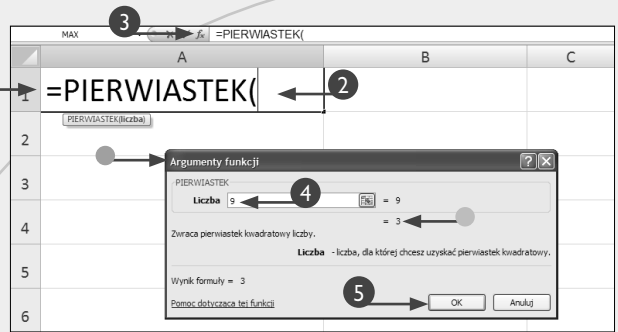 3
MAX fx =PIERWIASTEK(
A B C
1 =PIERWIASTEK( 2
PIERWIASTEK(liczba)
2
Argumenty funkcji
3
PIERWIASTEK
Liczba 9 4 = 9
= 3
4
Zwraca pierwiastek kwadratowy liczby.
Liczba - liczba, dla której chcesz uzyskać pierwiastek kwadratowy.
5
Wynik formuły = 3
Pomoc dotycząca tej funkcji 5 OK Anuluj
6